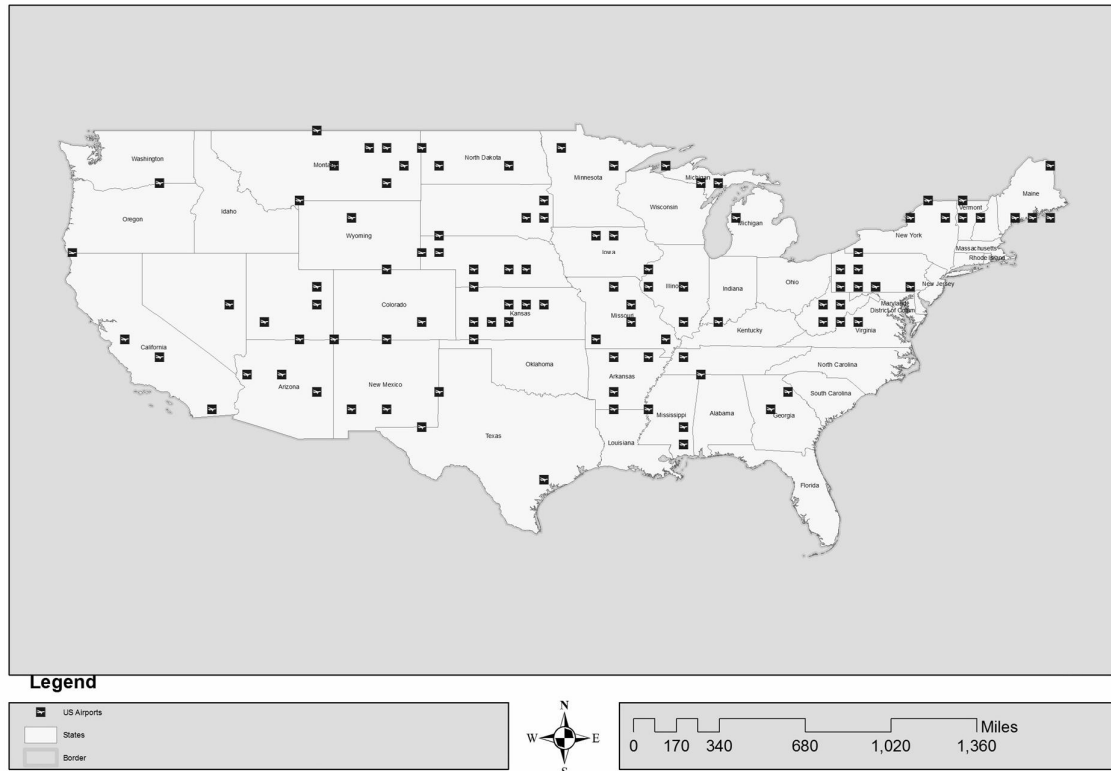 Washington
Montana
North Dakota
Minnesota
Michigan
Maine
Oregon
Idaho
Wyoming
Wisconsin
Michigan
Vermont
New York
Iowa
Massachusetts
Rhode Island
Colorado
Kansas
Missouri
Illinois
Indiana
Ohio
New Jersey
Maryland
District of Colum
Kentucky
Virginia
California
Arizona
New Mexico
Oklahoma
Arkansas
North Carolina
South Carolina
Texas
Louisiana
Mississippi
Alabama
Georgia
Florida
Legend
US Airports
States
Border
N
W E
S
0 170 340 680 1,020 1,360
Miles